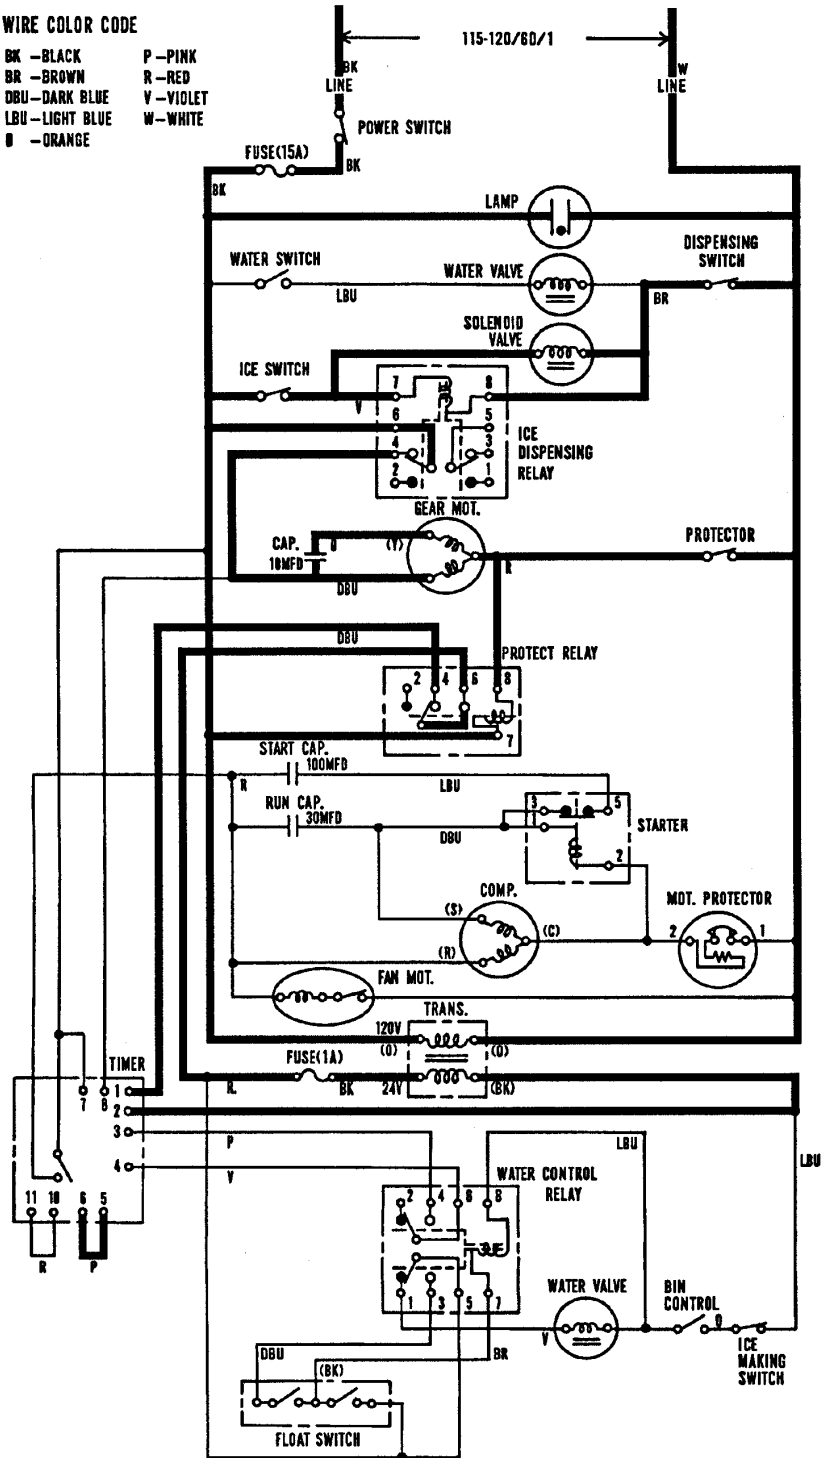 WIRE COLOR CODE
BK -BLACK P-PINK
BR -BROWN R-RED
DBU-DARK BLUE V-VIOLET
LBU-LIGHT BLUE W-WHITE
O -ORANGE
115-120/60/1
BK
LINE
W
LINE
POWER SWITCH
FUSE(15A)
BK
BK
LAMP
WATER SWITCH
WATER VALVE
DISPENSING
SWITCH
LBU
BR
SOLENOID
VALVE
ICE SWITCH
V
7 8
6 5
4 3
2 1
ICE
DISPENSING
RELAY
GEAR MOT.
CAP.
10MFD
O
(Y)
DBU
R
PROTECTOR
DBU
PROTECT RELAY
2 4 6 8
7
START CAP.
100MFD
R
LBU
RUN CAP.
30MFD
DBU
3 5
1
2
STARTER
COMP.
(S)
(C)
(R)
MOT. PROTECTOR
2 1
FAN MOT.
TRANS.
120V
(O) (O)
FUSE(1A)
R. BK 24V (BK)
TIMER
7 8 1
2
3 P
4 V
11 10 6 5
R P
LBU
LBU
WATER CONTROL
RELAY
2 4 6 8
1 3 5 7
WATER VALVE
BIN
CONTROL
O
V
ICE
MAKING
SWITCH
DBU
BR
(BK)
FLOAT SWITCH